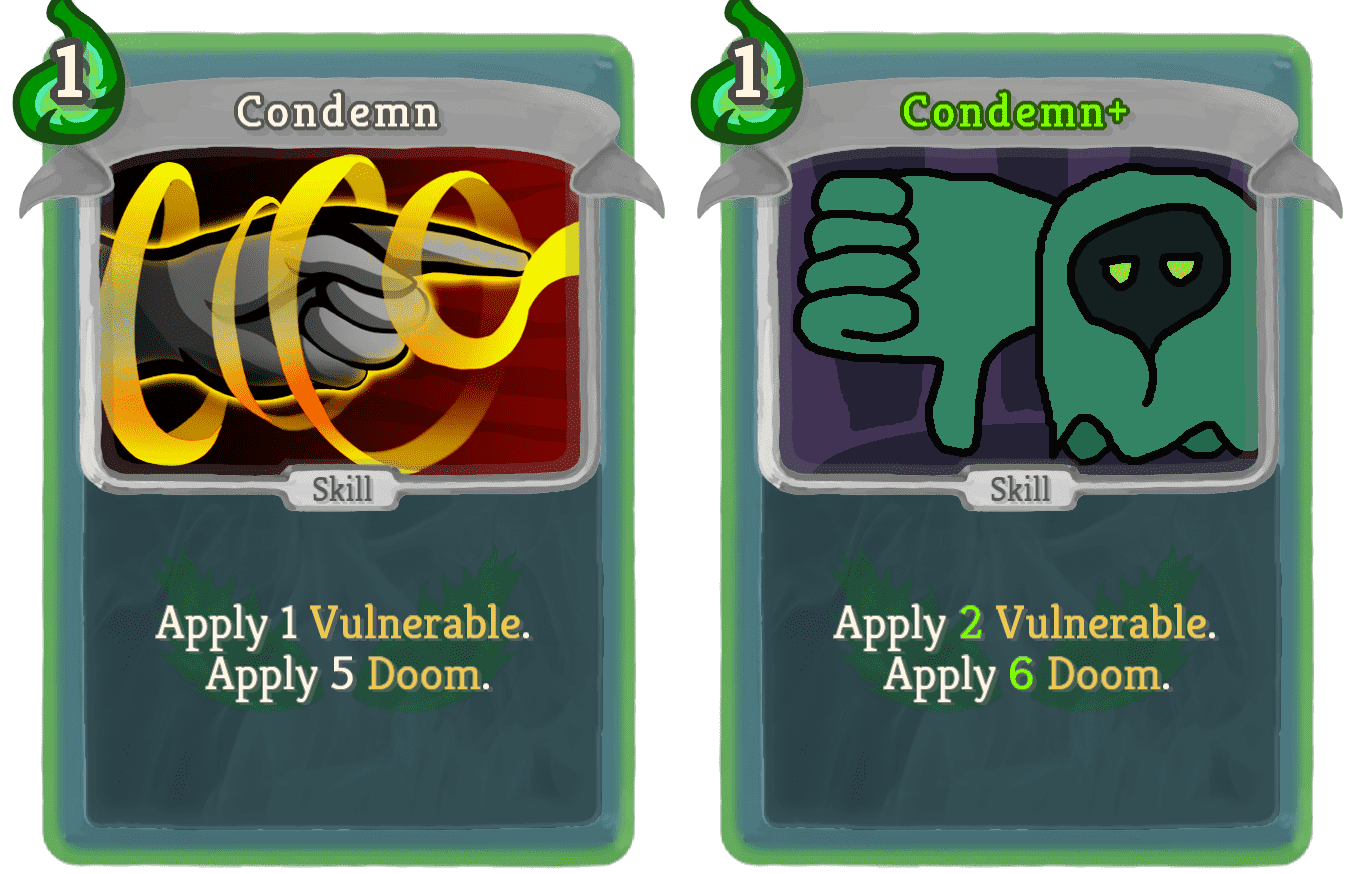 1
Condemn
Skill
Apply 1 Vulnerable.
Apply 5 Doom.
1
Condemn+
Skill
Apply 2 Vulnerable.
Apply 6 Doom.